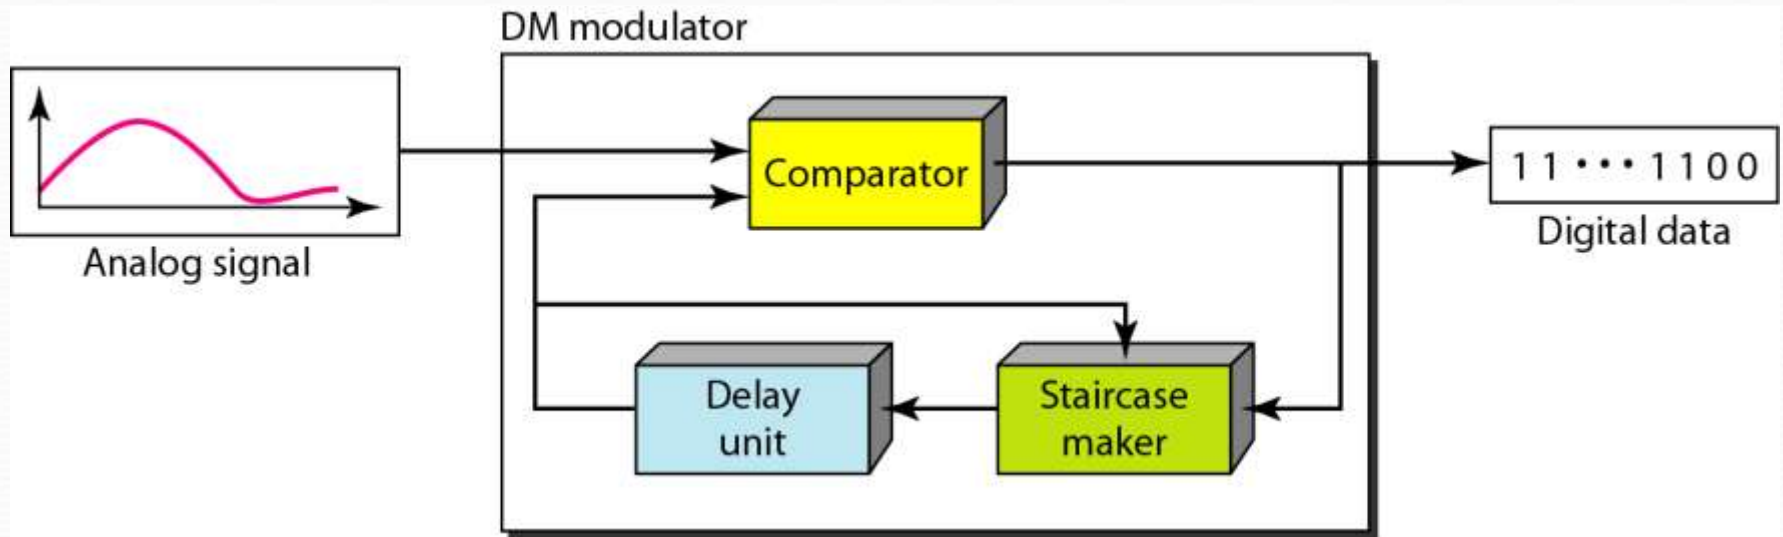 DM modulator
Comparator
1 1 • • • 1 1 0 0
Analog signal
Digital data
Delay
unit
Staircase
maker